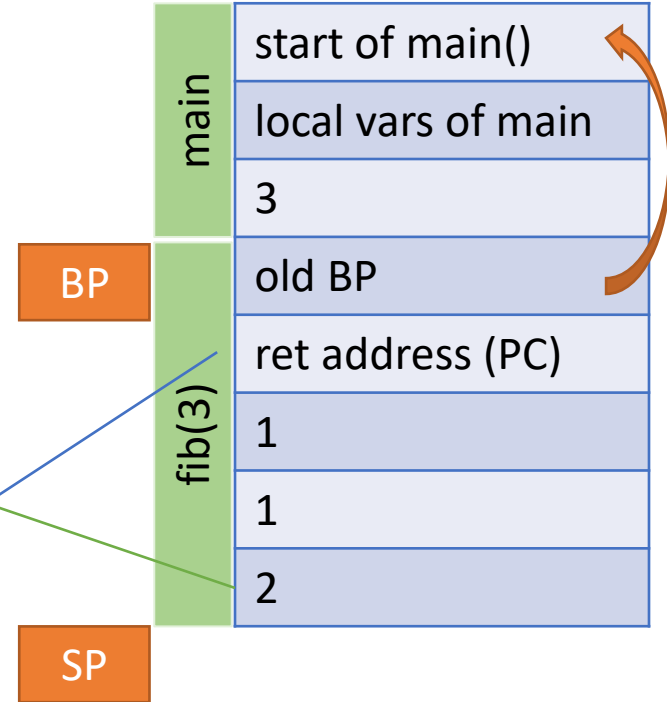 main
start of main()
local vars of main
3
BP
fib(3)
old BP
ret address (PC)
1
1
2
SP